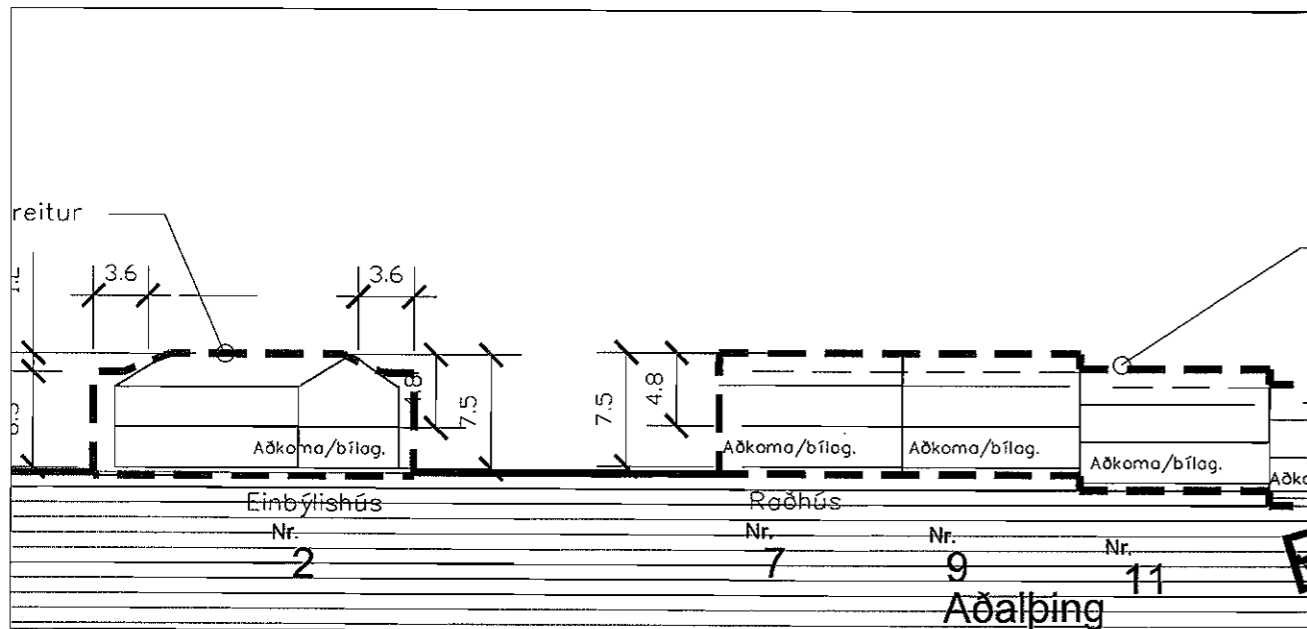 reitur
3.6
3.6
4.8
7.5
7.5
4.8
Aðkoma/bílag.
Aðkoma/bílag.
Aðkoma/bílag.
Aðkoma/bílag.
Einbýlishús
Raðhús
Nr.
2
Nr.
7
Nr.
9
Nr.
11
Aðalþing